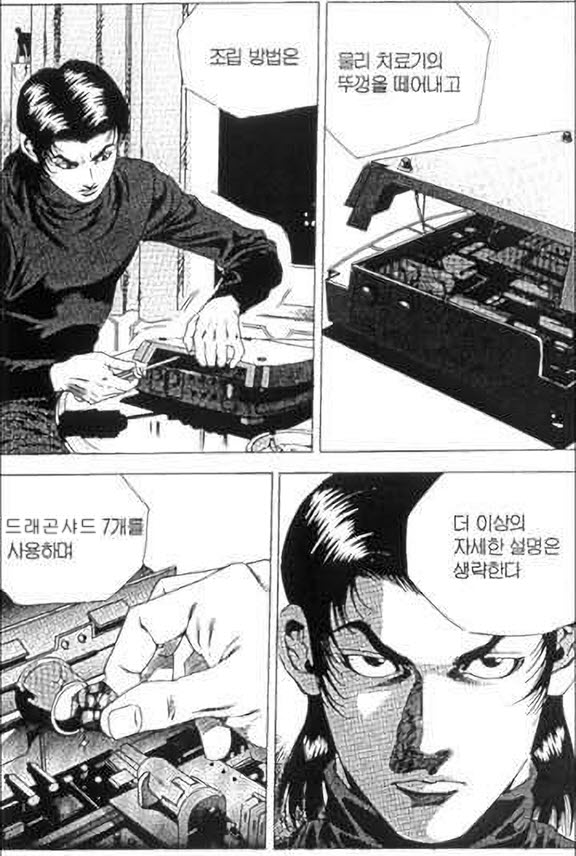 조립 방법은
물리 치료기의
뚜껑을 떼어내고
드래곤샤드 7개를
사용하며
더 이상의
자세한 설명은
생략한다